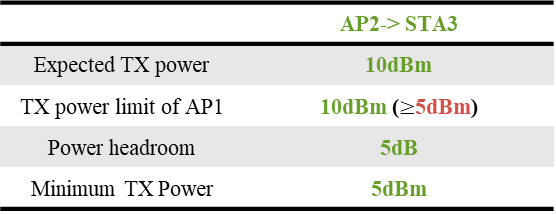 AP2-> STA3
Expected TX power 10dBm
TX power limit of AP1 10dBm (≥5dBm)
Power headroom 5dB
Minimum TX Power 5dBm